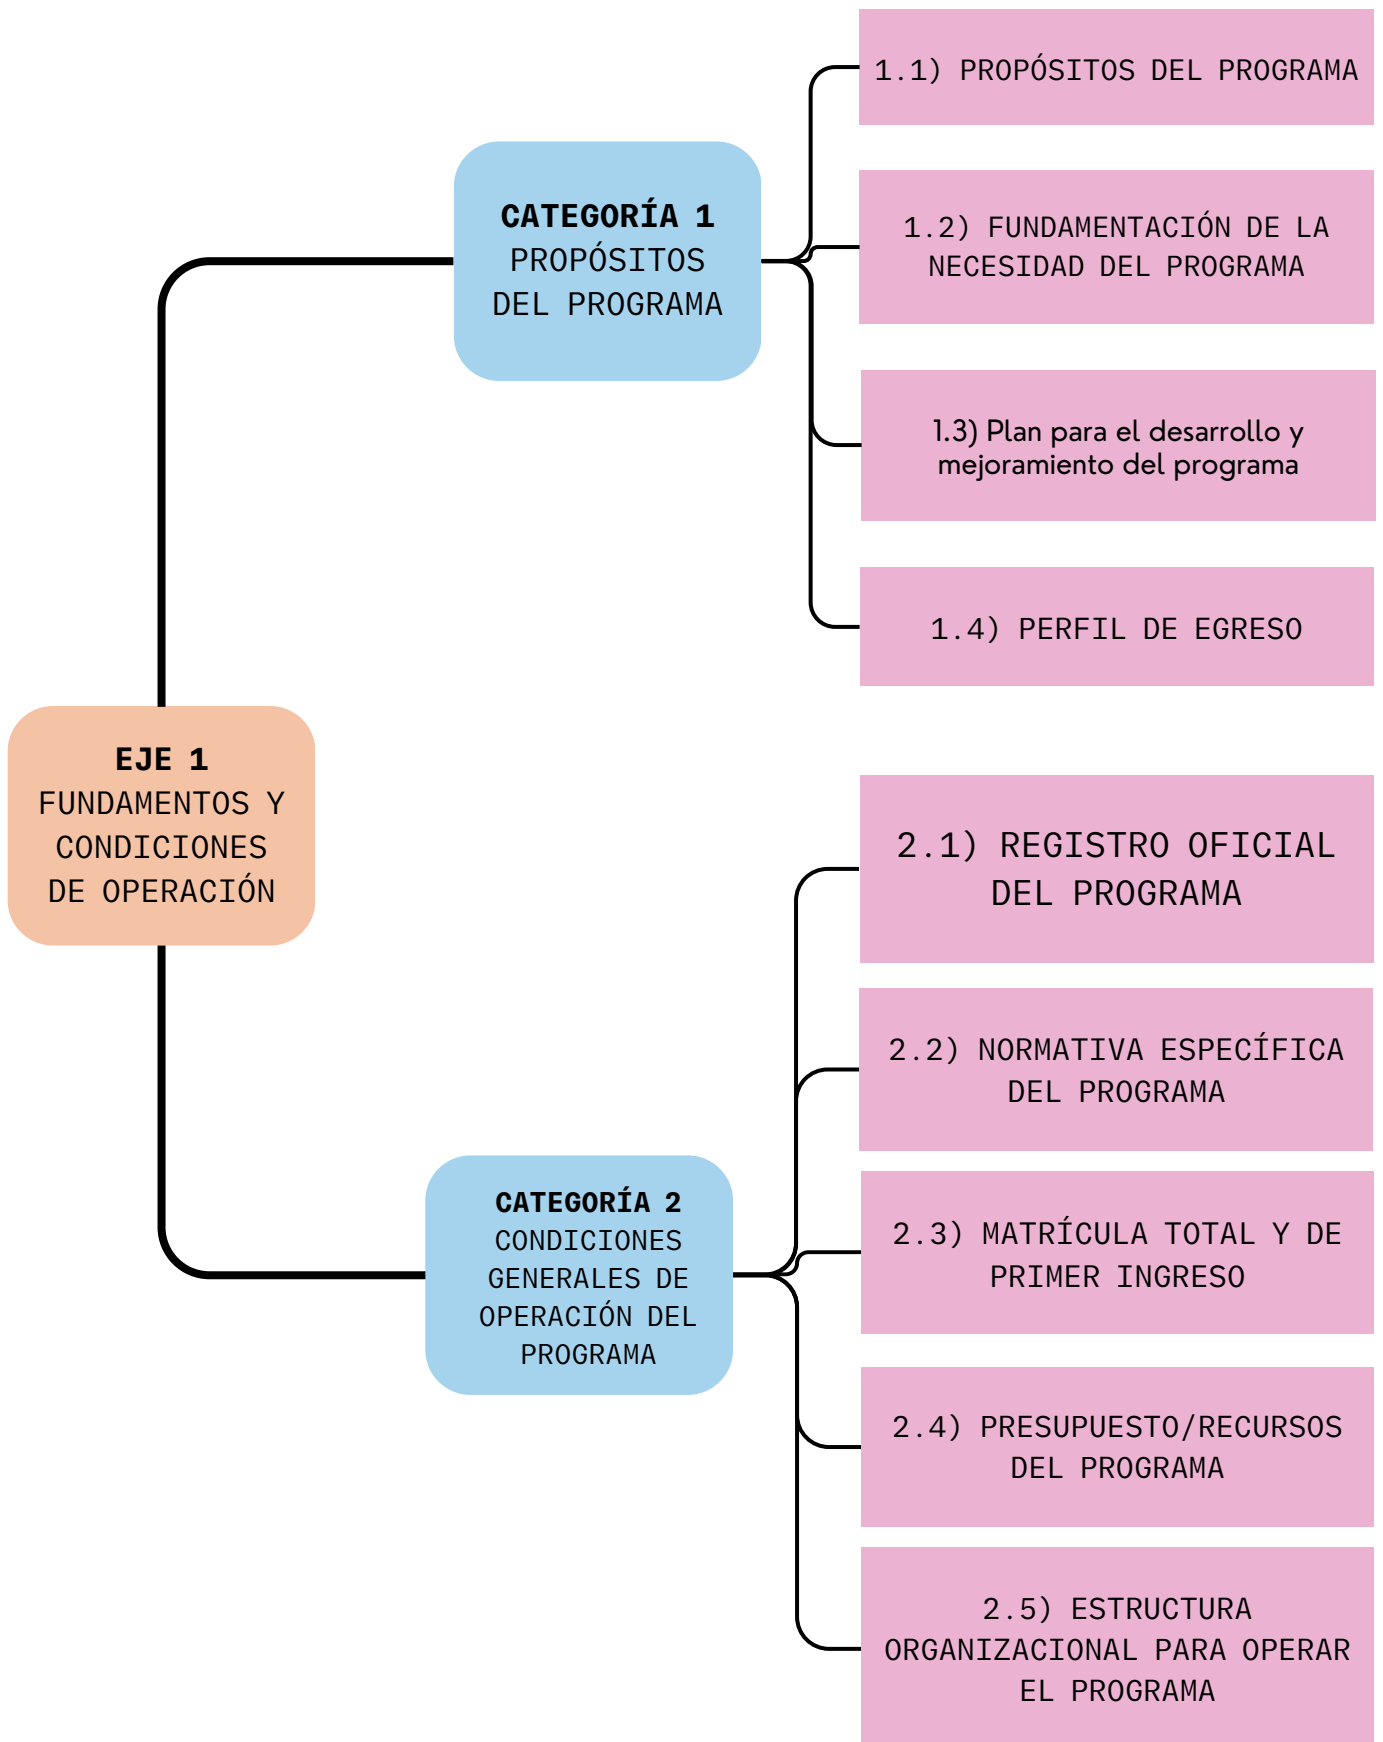 EJE 1
FUNDAMENTOS Y
CONDICIONES
DE OPERACIÓN
CATEGORÍA 1
PROPÓSITOS
DEL PROGRAMA
1.1) PROPÓSITOS DEL PROGRAMA
1.2) FUNDAMENTACIÓN DE LA
NECESIDAD DEL PROGRAMA
1.3) Plan para el desarrollo y
mejoramiento del programa
1.4) PERFIL DE EGRESO
CATEGORÍA 2
CONDICIONES
GENERALES DE
OPERACIÓN DEL
PROGRAMA
2.1) REGISTRO OFICIAL
DEL PROGRAMA
2.2) NORMATIVA ESPECÍFICA
DEL PROGRAMA
2.3) MATRÍCULA TOTAL Y DE
PRIMER INGRESO
2.4) PRESUPUESTO/RECURSOS
DEL PROGRAMA
2.5) ESTRUCTURA
ORGANIZACIONAL PARA OPERAR
EL PROGRAMA